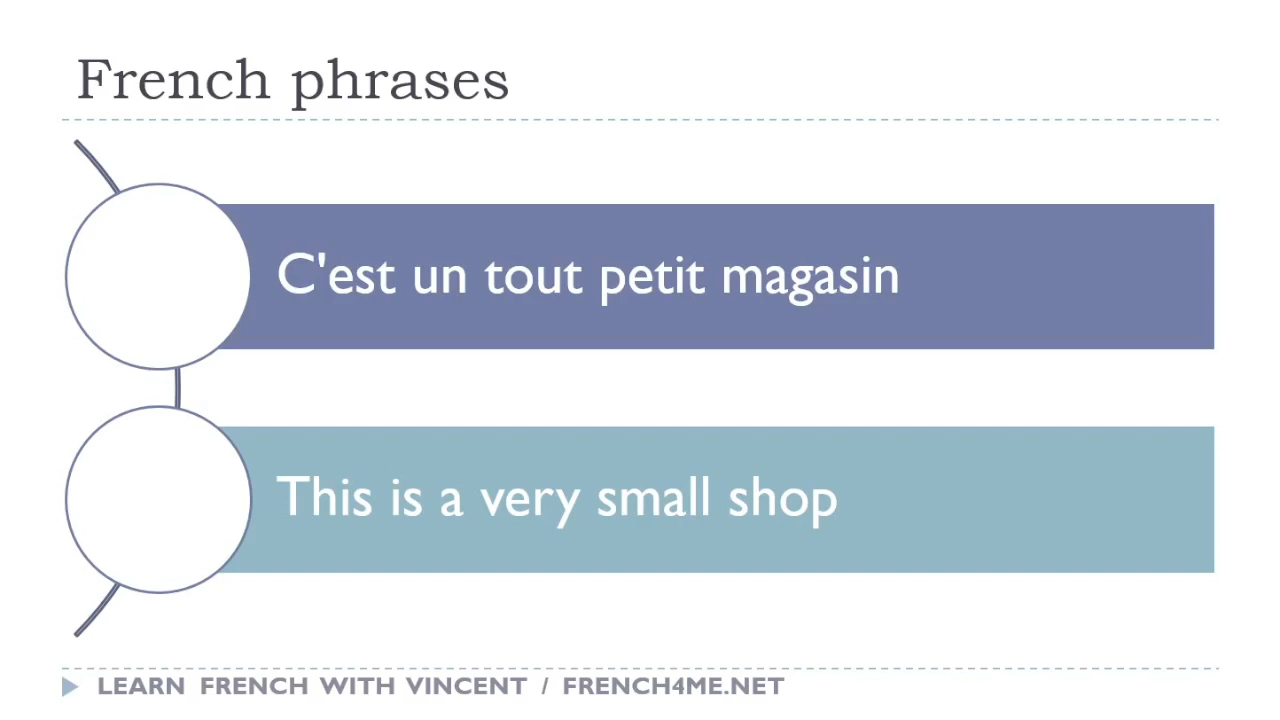 French phrases
C'est un tout petit magasin
This is a very small shop
LEARN FRENCH WITH VINCENT / FRENCH4ME.NET